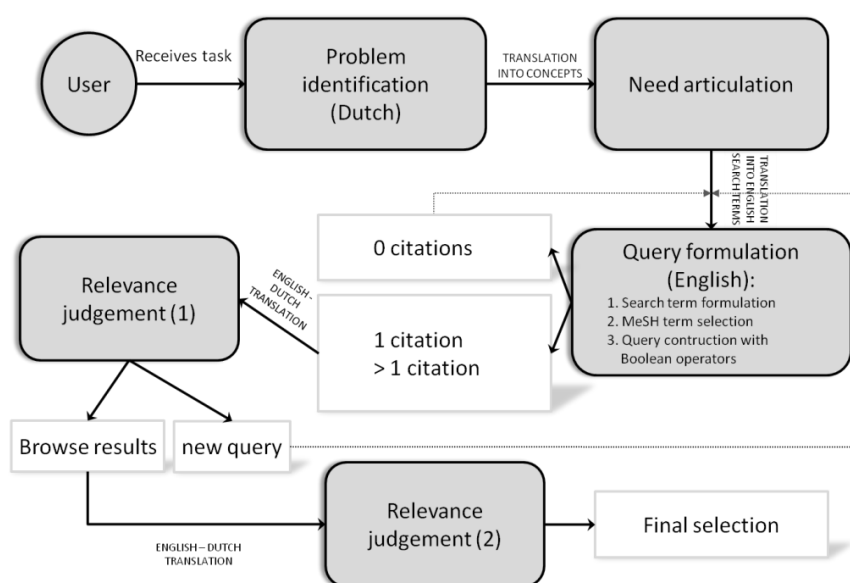 User
Receives task
Problem
identification
(Dutch)
TRANSLATION
INTO CONCEPTS
Need articulation
TRANSLATION
INTO ENGLISH
SEARCH TERMS
Query formulation
(English):
1. Search term formulation
2. MeSH term selection
3. Query contruction with
Boolean operators
0 citations
1 citation
> 1 citation
ENGLISH -
DUTCH
TRANSLATION
Relevance
judgement (1)
Browse results
new query
ENGLISH – DUTCH
TRANSLATION
Relevance
judgement (2)
Final selection